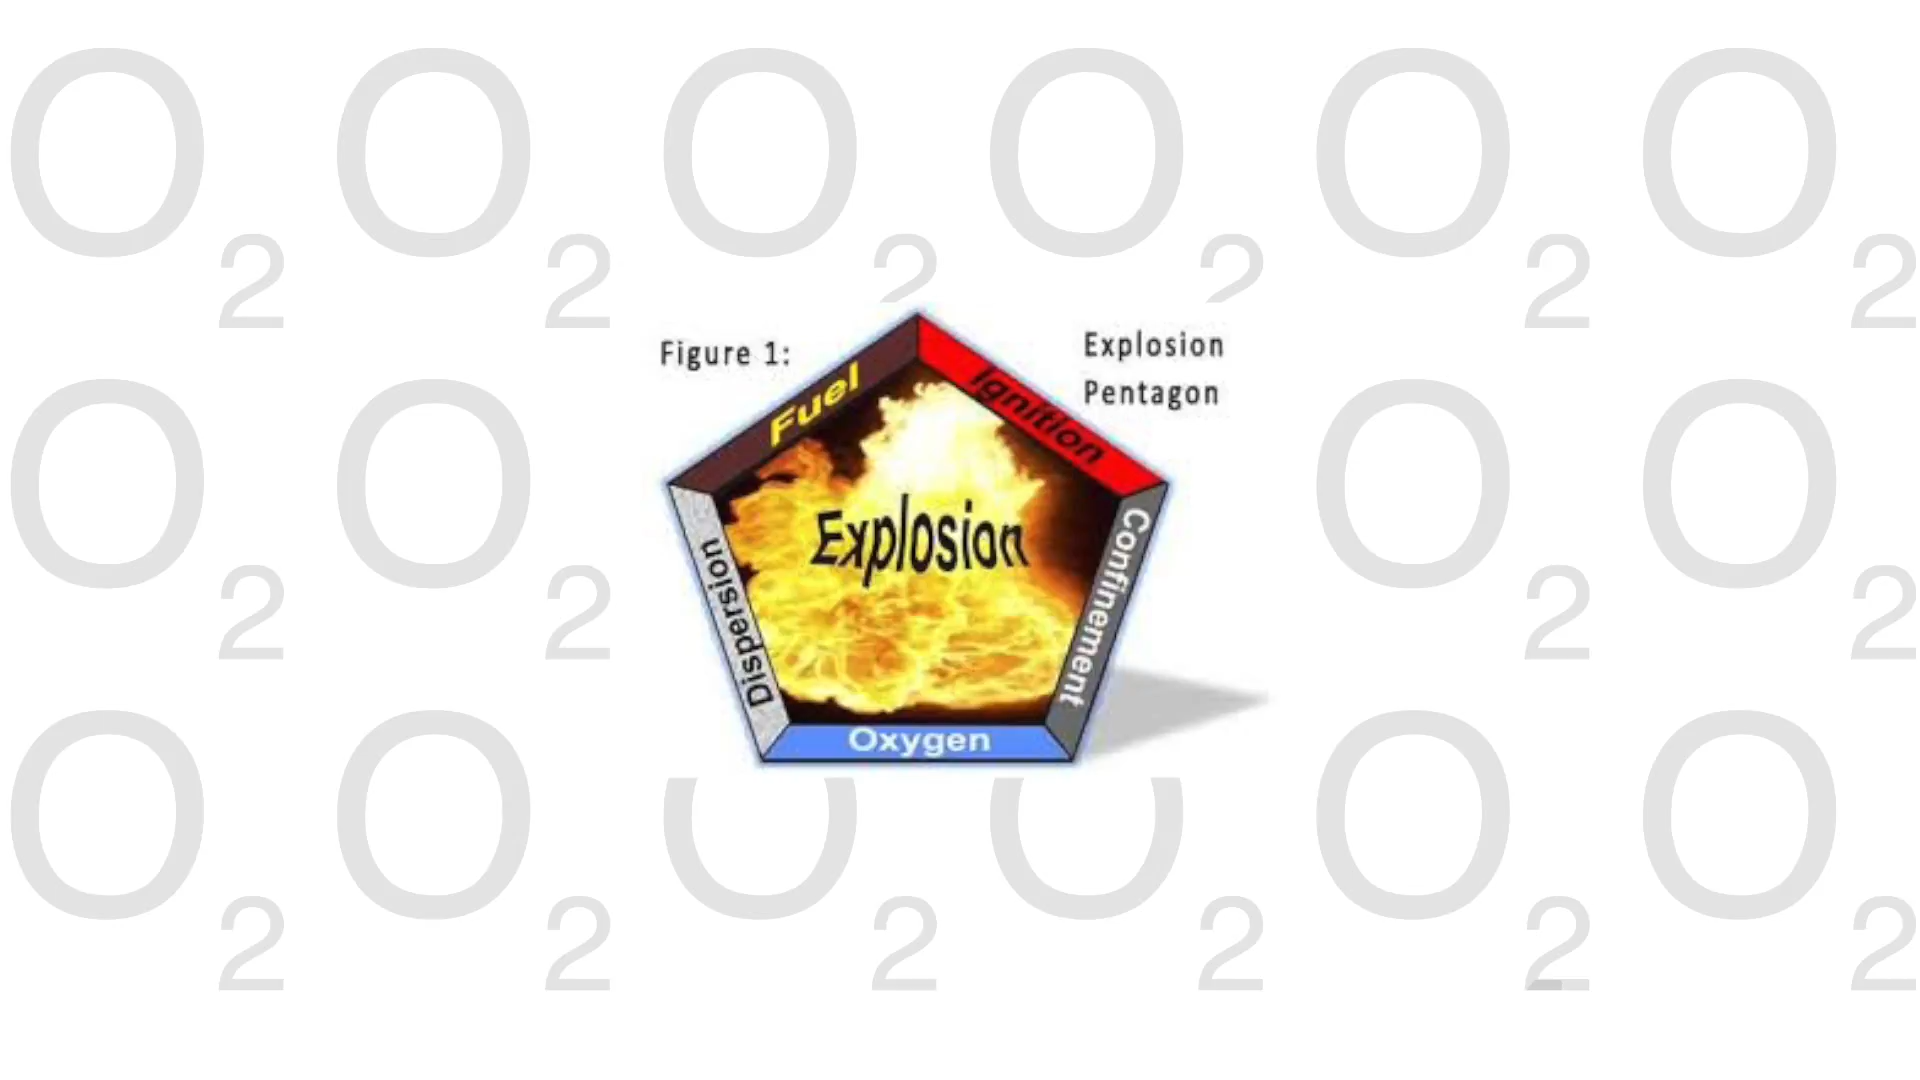 O2 O2 O2 O2 O2 O2
Figure 1:
Explosion
Pentagon
Fuel
Ignition
Explosion
Dispersion
Confinement
Oxygen
O2 O2 O2 O2
O2 O2 O2 O2 O2 O2